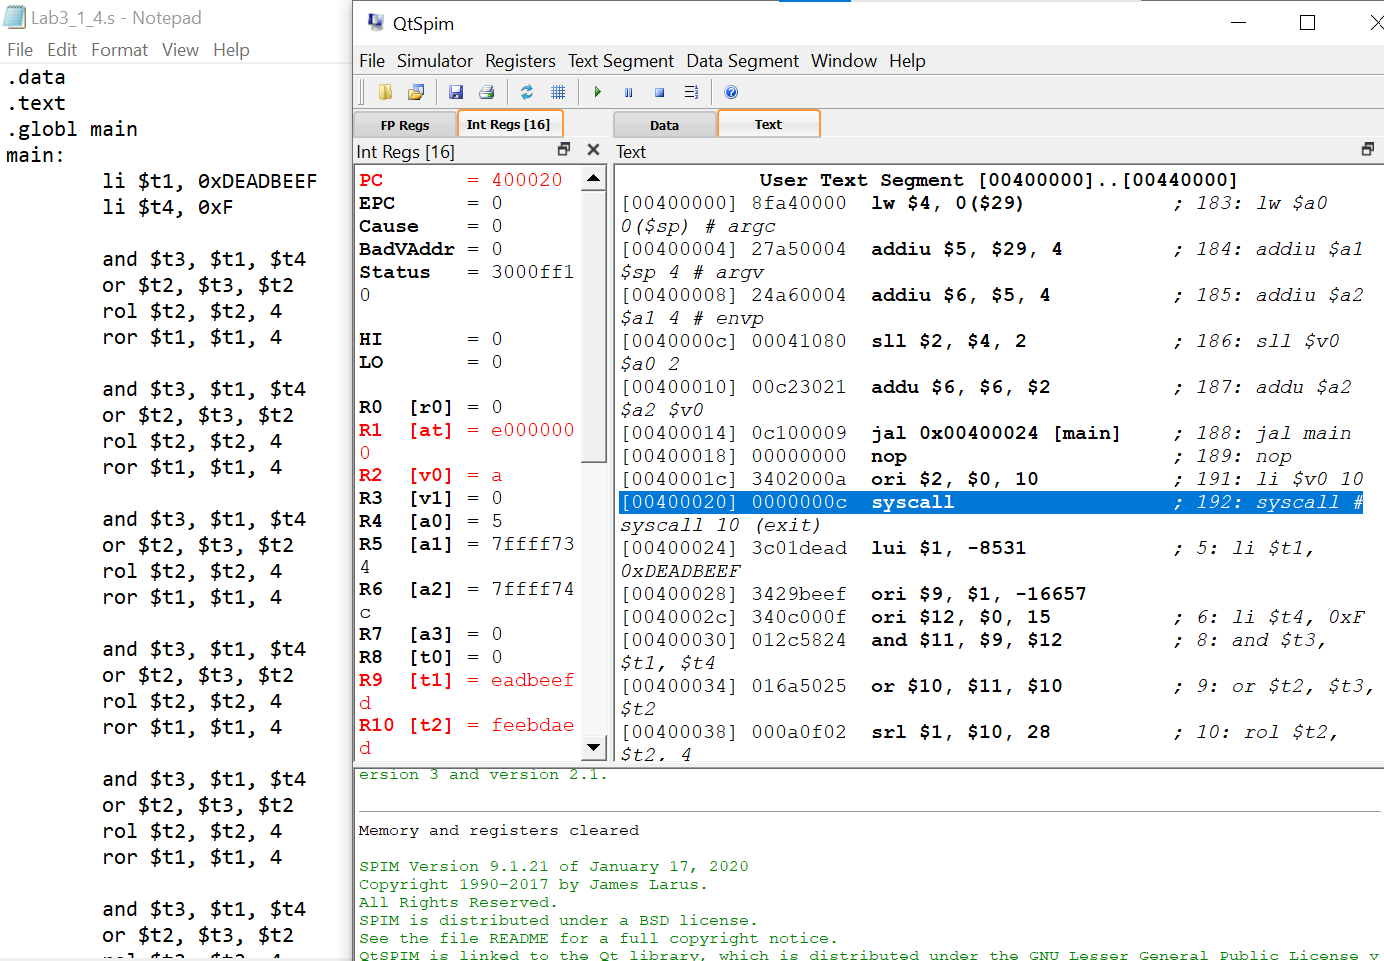 Lab3_1_4.s - Notepad
File Edit Format View Help
.data
.text
.globl main
main:
li $t1, 0xDEADBEEF
li $t4, 0xF
and $t3, $t1, $t4
or $t2, $t3, $t2
rol $t2, $t2, 4
ror $t1, $t1, 4
and $t3, $t1, $t4
or $t2, $t3, $t2
rol $t2, $t2, 4
ror $t1, $t1, 4
and $t3, $t1, $t4
or $t2, $t3, $t2
rol $t2, $t2, 4
ror $t1, $t1, 4
and $t3, $t1, $t4
or $t2, $t3, $t2
rol $t2, $t2, 4
ror $t1, $t1, 4
and $t3, $t1, $t4
or $t2, $t3, $t2
rol $t2, $t2, 4
ror $t1, $t1, 4
and $t3, $t1, $t4
or $t2, $t3, $t2
rol $t2, $t2, 4
QtSpim
File Simulator Registers Text Segment Data Segment Window Help
FP Regs Int Regs [16]
Int Regs [16]
PC = 400020
EPC = 0
Cause = 0
BadVAddr = 0
Status = 3000ff1
0
HI = 0
LO = 0
R0 [r0] = 0
R1 [at] = e000000
0
R2 [v0] = a
R3 [v1] = 0
R4 [a0] = 5
R5 [a1] = 7ffff73
4
R6 [a2] = 7ffff74
c
R7 [a3] = 0
R8 [t0] = 0
R9 [t1] = eadbeef
d
R10 [t2] = feebdae
d
Data Text
Text
User Text Segment [00400000]..[00440000]
[00400000] 8fa40000 lw $4, 0($29) ; 183: lw $a0
0($sp) # argc
[00400004] 27a50004 addiu $5, $29, 4 ; 184: addiu $a1
$sp 4 # argv
[00400008] 24a60004 addiu $6, $5, 4 ; 185: addiu $a2
$a1 4 # envp
[0040000c] 00041080 sll $2, $4, 2 ; 186: sll $v0
$a0 2
[00400010] 00c23021 addu $6, $6, $2 ; 187: addu $a2
$a2 $v0
[00400014] 0c100009 jal 0x00400024 [main] ; 188: jal main
[00400018] 00000000 nop ; 189: nop
[0040001c] 3402000a ori $2, $0, 10 ; 191: li $v0 10
[00400020] 0000000c syscall ; 192: syscall #
syscall 10 (exit)
[00400024] 3c01dead lui $1, -8531 ; 5: li $t1,
0xDEADBEEF
[00400028] 3429beef ori $9, $1, -16657
[0040002c] 340c000f ori $12, $0, 15 ; 6: li $t4, 0xF
[00400030] 012c5824 and $11, $9, $12 ; 8: and $t3,
$t1, $t4
[00400034] 016a5025 or $10, $11, $10 ; 9: or $t2, $t3,
$t2
[00400038] 000a0f02 srl $1, $10, 28 ; 10: rol $t2,
$t2, 4
ersion 3 and version 2.1.
Memory and registers cleared
SPIM Version 9.1.21 of January 17, 2020
Copyright 1990-2017 by James Larus.
All Rights Reserved.
SPIM is distributed under a BSD license.
See the file README for a full copyright notice.
QtSPIM is linked to the Qt library, which is distributed under the GNU Lesser General Public License v